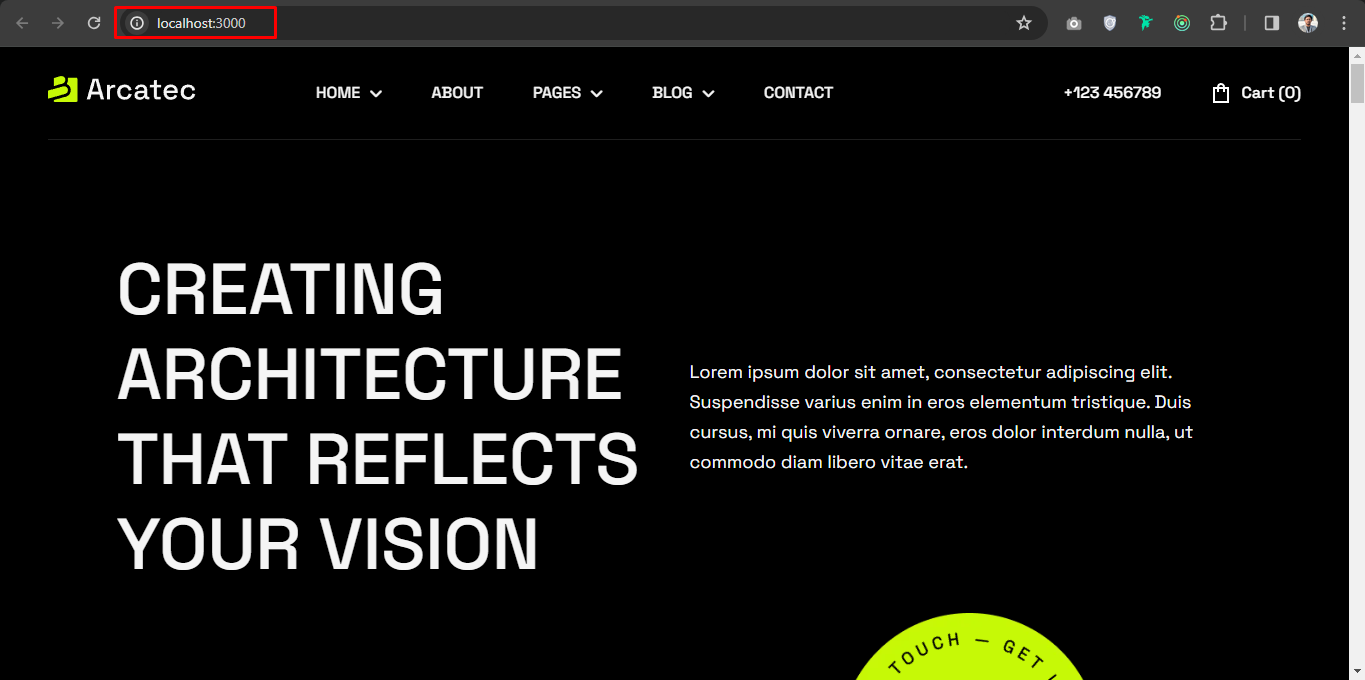 localhost:3000
Arcatec
HOME
ABOUT
PAGES
BLOG
CONTACT
+123 456789
Cart (0)
CREATING
ARCHITECTURE
THAT REFLECTS
YOUR VISION
Lorem ipsum dolor sit amet, consectetur adipiscing elit.
Suspendisse varius enim in eros elementum tristique. Duis
cursus, mi quis viverra ornare, eros dolor interdum nulla, ut
commodo diam libero vitae erat.
TOUCH — GET